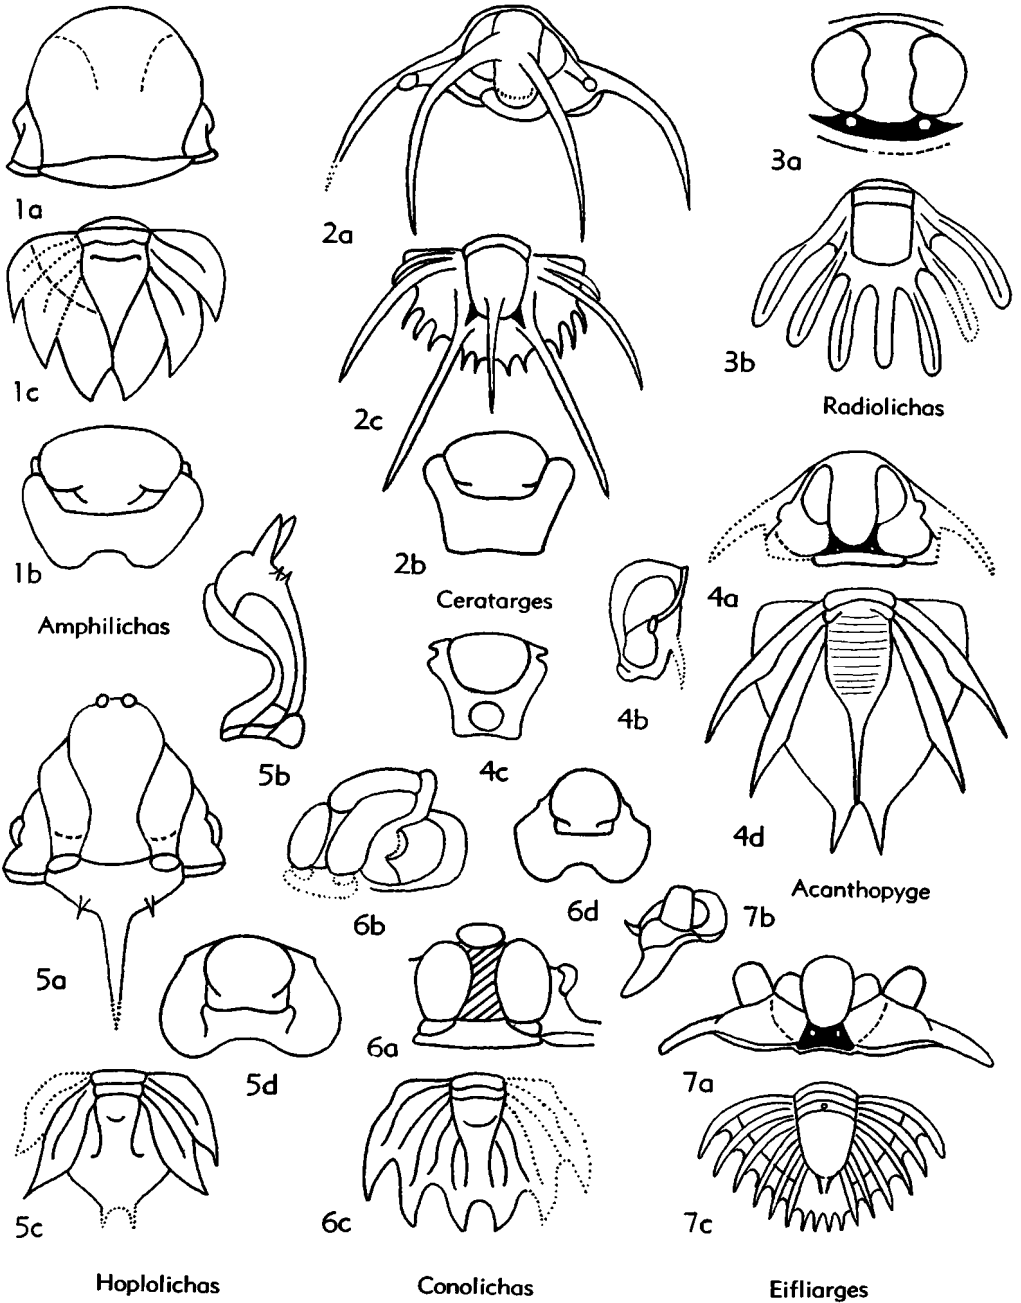 1a
2a
3a
1c
2c
3b
Radiolichas
1b
Amphilichas
2b
Ceratarges
4a
5b
4c
4b
4d
Acanthopyge
5a
6b
6d
7b
5d
6a
7a
5c
6c
7c
Hoplolichas
Conolichas
Eifliarges